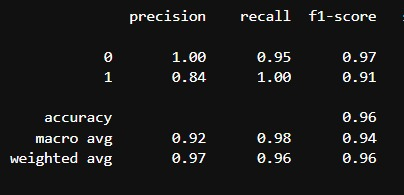 precision recall f1-score
0 1.00 0.95 0.97
1 0.84 1.00 0.91
accuracy 0.96
macro avg 0.92 0.98 0.94
weighted avg 0.97 0.96 0.96